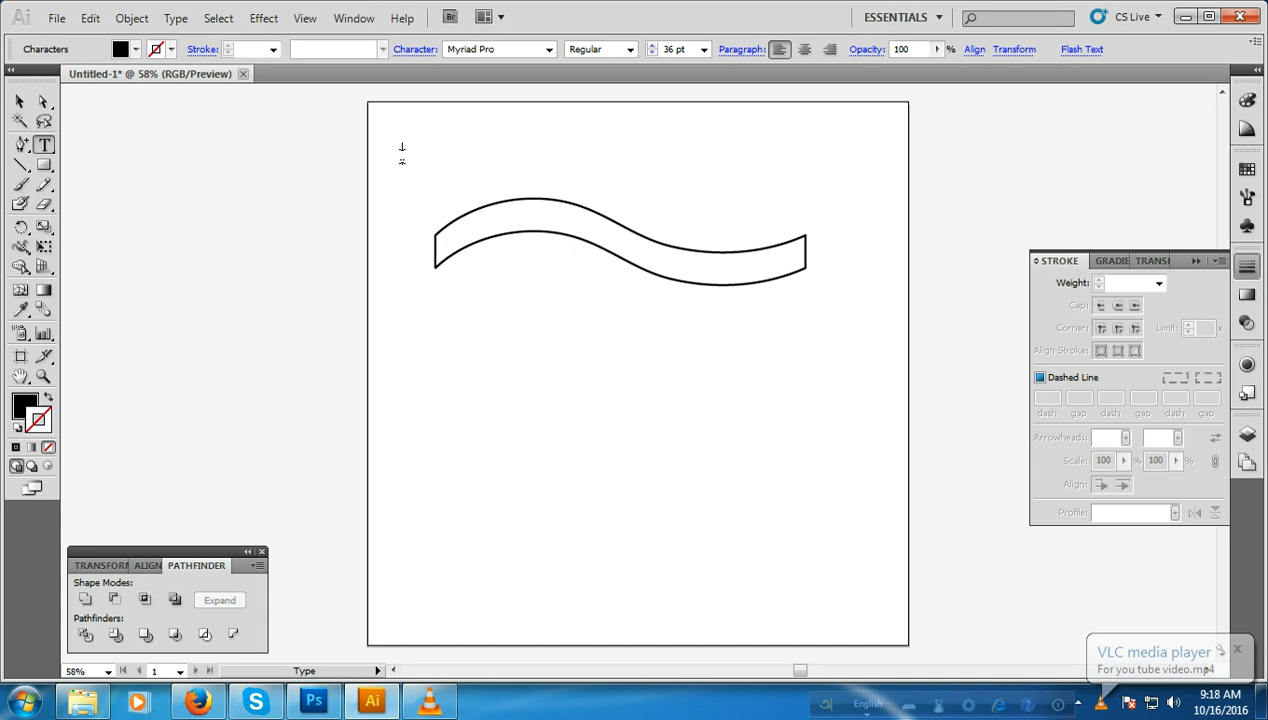 Ai File Edit Object Type Select Effect View Window Help Br ESSENTIALS CS Live
Characters Stroke: Character: Myriad Pro Regular 36 pt Paragraph: Opacity: 100 % Align Transform Flash Text
Untitled-1* @ 58% (RGB/Preview)
T
STROKE GRADIE TRANSI
Weight:
Cap:
Corner: Limit: x
Align Stroke:
Dashed Line
dash gap dash gap dash gap
Arrowheads:
Scale: 100 % 100 %
Align:
Profile:
TRANSFORM ALIGN PATHFINDER
Shape Modes:
Expand
Pathfinders:
58% 1 Type
VLC media player
For you tube video.mp4
S Ps Ai English
9:18 AM
10/16/2016